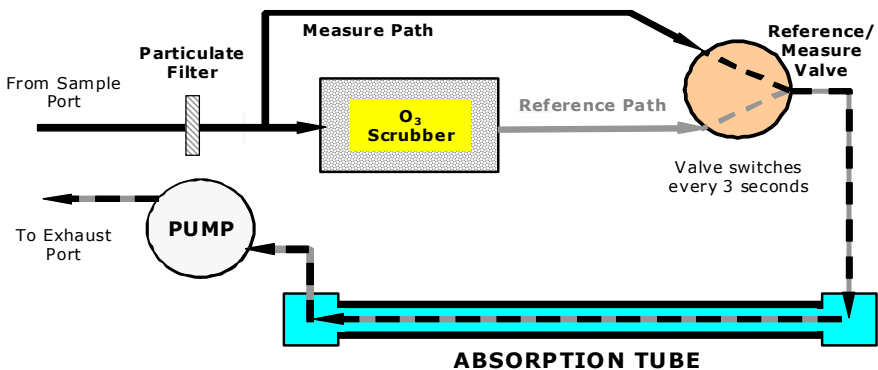 Measure Path
Reference/
Measure
Valve
Particulate
Filter
From Sample
Port
O₃
Scrubber
Reference Path
Valve switches
every 3 seconds
PUMP
To Exhaust
Port
ABSORPTION TUBE